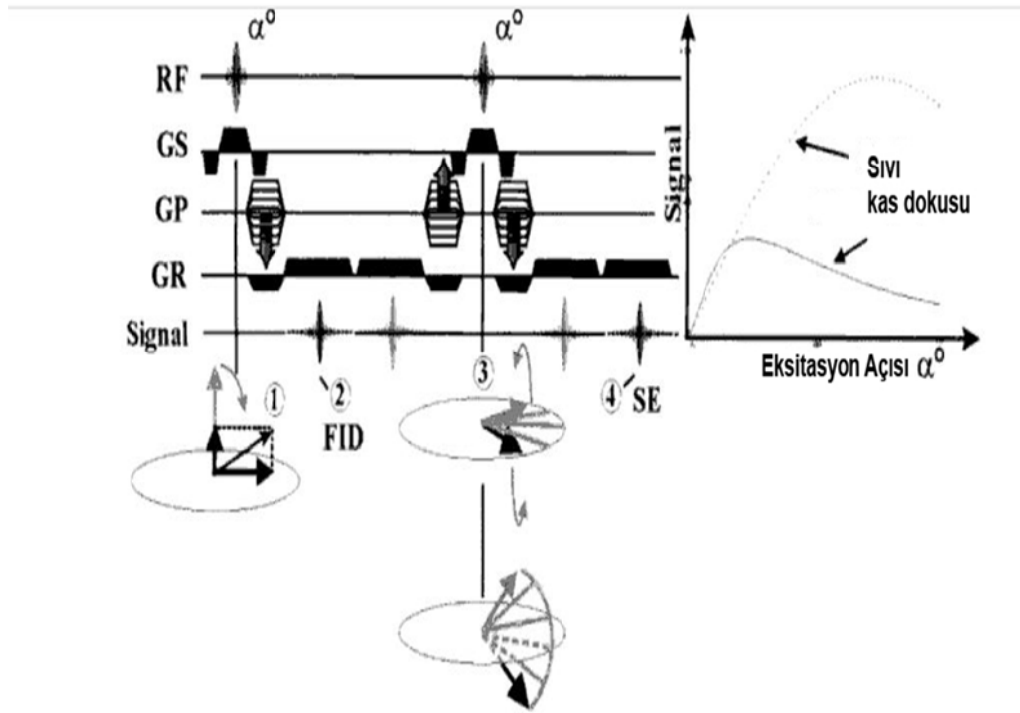 α° α°
RF
GS
GP
GR
Signal
1 2 3 4 SE
FID
Signal
Sıvı
kas dokusu
Eksitasyon Açısı α°